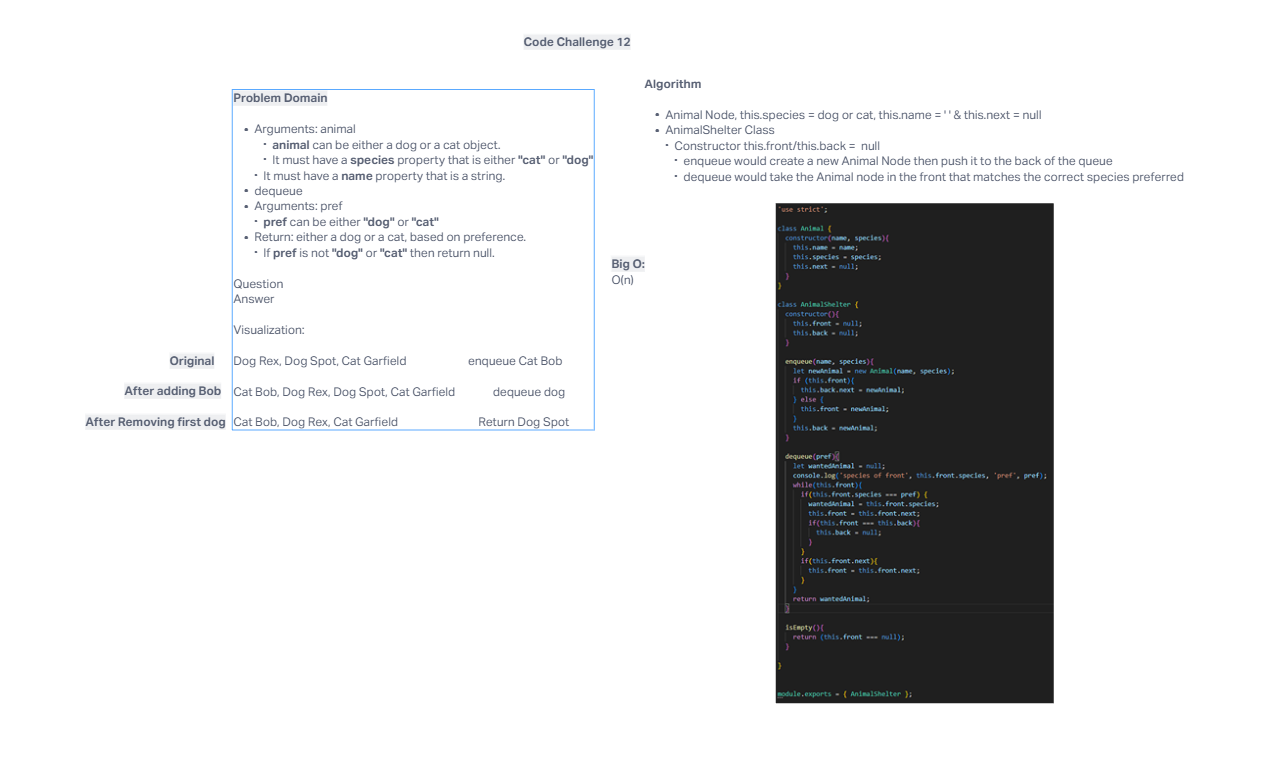 Code Challenge 12
Problem Domain
• Arguments: animal
• animal can be either a dog or a cat object.
• It must have a species property that is either "cat" or "dog"
• It must have a name property that is a string.
• dequeue
• Arguments: pref
• pref can be either "dog" or "cat"
• Return: either a dog or a cat, based on preference.
• If pref is not "dog" or "cat" then return null.
Question
Answer
Visualization:
Original Dog Rex, Dog Spot, Cat Garfield enqueue Cat Bob
After adding Bob Cat Bob, Dog Rex, Dog Spot, Cat Garfield dequeue dog
After Removing first dog Cat Bob, Dog Rex, Cat Garfield Return Dog Spot
Big O:
O(n)
Algorithm
• Animal Node, this.species = dog or cat, this.name = ' ' & this.next = null
• AnimalShelter Class
• Constructor this.front/this.back = null
• enqueue would create a new Animal Node then push it to the back of the queue
• dequeue would take the Animal node in the front that matches the correct species preferred
'use strict';
class Animal {
constructor(name, species){
this.name = name;
this.species = species;
this.next = null;
}
}
class AnimalShelter {
constructor(){
this.front = null;
this.back = null;
}
enqueue(name, species){
let newAnimal = new Animal(name, species);
if (this.front){
this.back.next = newAnimal;
} else {
this.front = newAnimal;
}
this.back = newAnimal;
}
dequeue(pref){
let wantedAnimal = null;
console.log('species of front', this.front.species, 'pref', pref);
while(this.front){
if(this.front.species === pref) {
wantedAnimal = this.front.species;
this.front = this.front.next;
if(this.front === this.back){
this.back = null;
}
}
if(this.front.next){
this.front = this.front.next;
}
}
return wantedAnimal;
}
isEmpty(){
return (this.front === null);
}
}
module.exports = { AnimalShelter };